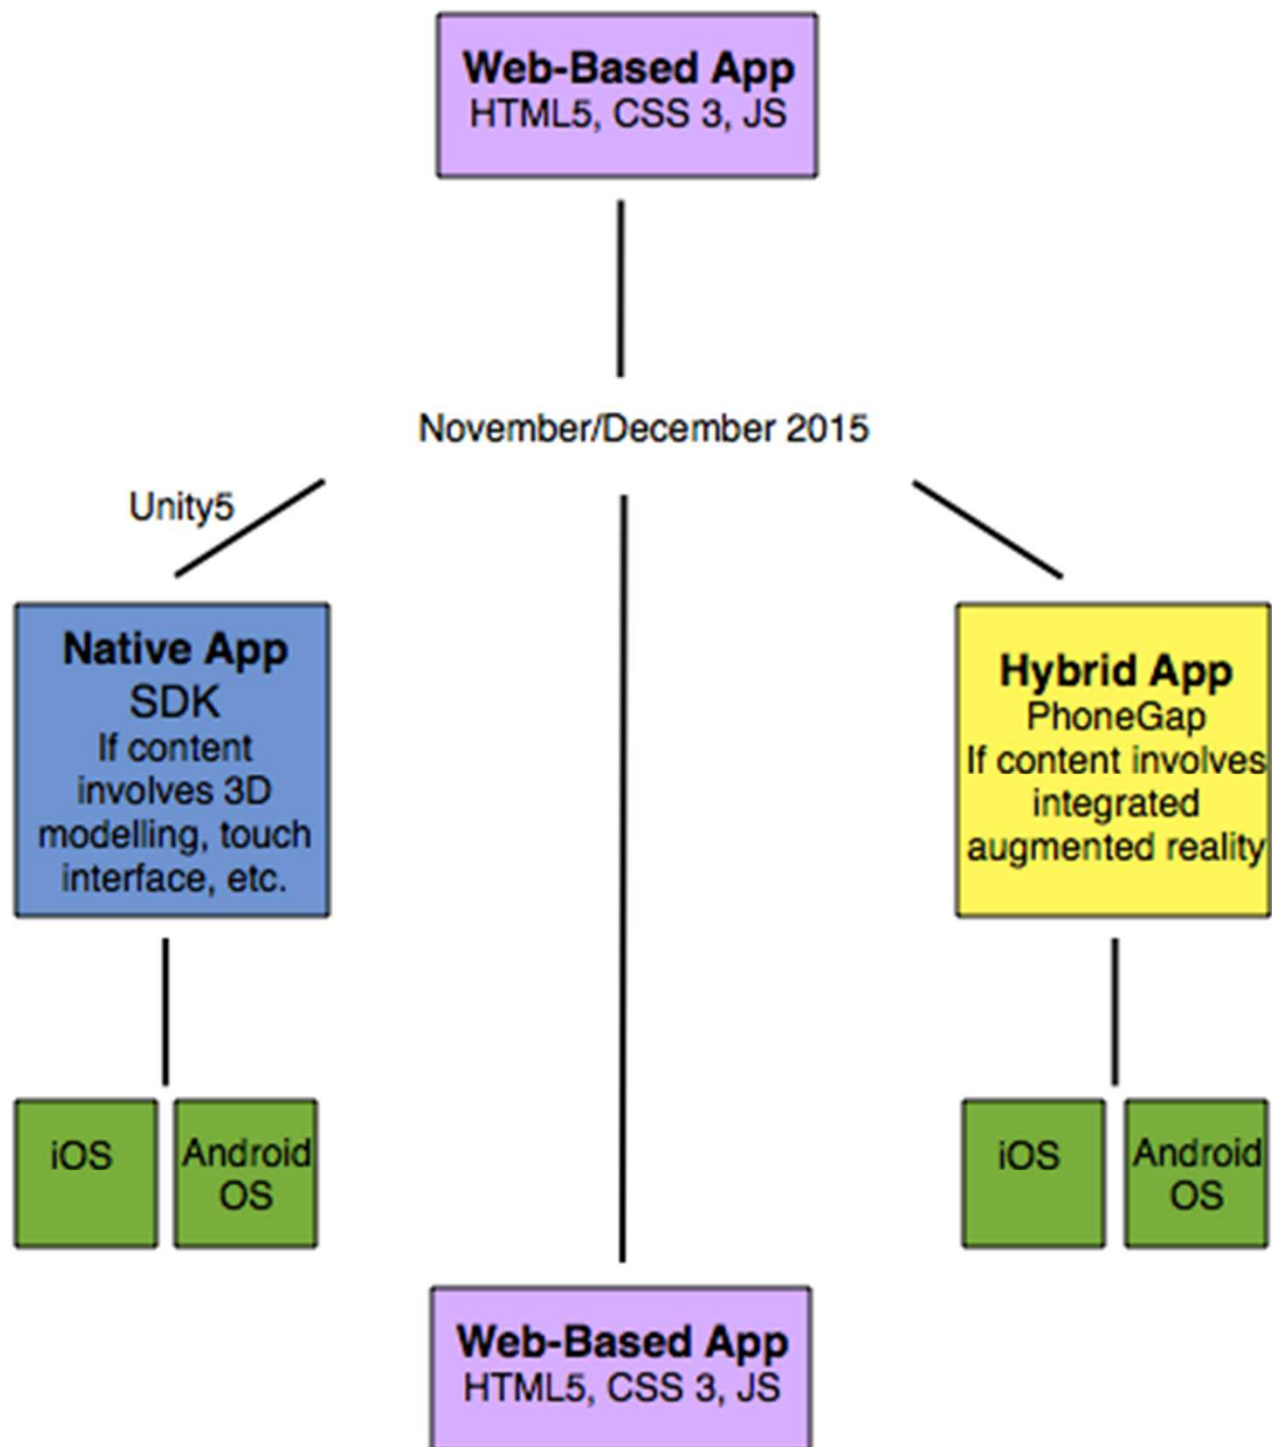 Web-Based App
HTML5, CSS 3, JS
November/December 2015
Unity5
Native App
SDK
If content
involves 3D
modelling, touch
interface, etc.
Hybrid App
PhoneGap
If content involves
integrated
augmented reality
iOS
Android
OS
iOS
Android
OS
Web-Based App
HTML5, CSS 3, JS